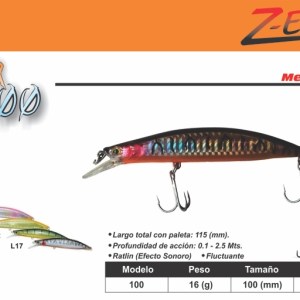 Me
L17
• Largo total con paleta: 115 (mm).
• Profundidad de acción: 0.1 - 2.5 Mts.
• Ratlin (Efecto Sonoro) • Fluctuante
Modelo Peso Tamaño
100 16 (g) 100 (mm)